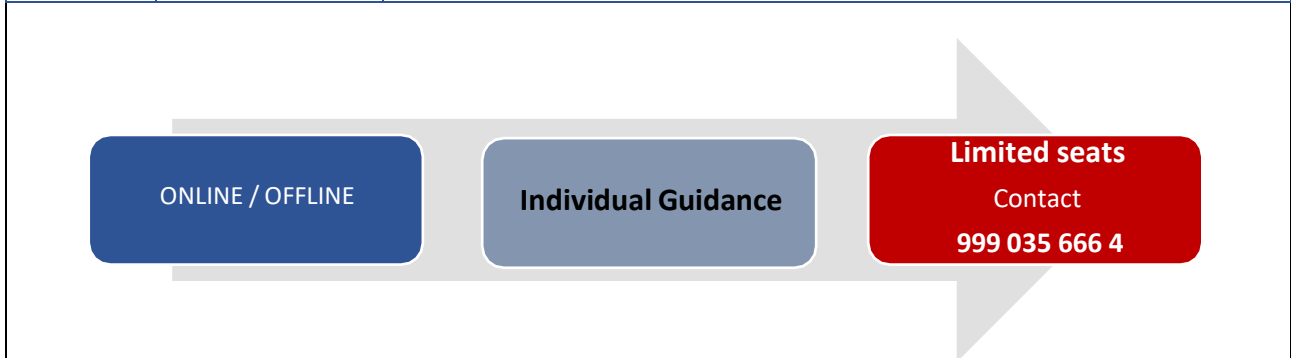 ONLINE / OFFLINE
Individual Guidance
Limited seats
Contact
999 035 666 4